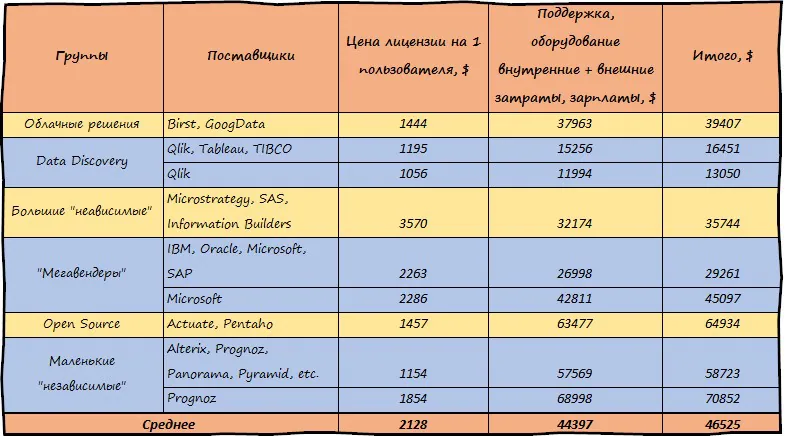 Группы Поставщики Цена лицензии на 1 пользователя, $ Поддержка, оборудование внутренние + внешние затраты, зарплаты, $ Итого, $
Облачные решения Birst, GoogData 1444 37963 39407
Data Discovery Qlik, Tableau, TIBCO 1195 15256 16451
Qlik 1056 11994 13050
Большие "неависимые" Microstrategy, SAS,
Information Builders 3570 32174 35744
"Мегавендеры" IBM, Oracle, Microsoft,
SAP 2263 26998 29261
Microsoft 2286 42811 45097
Open Source Actuate, Pentaho 1457 63477 64934
Маленькие "независимые" Alterix, Prognoz,
Panorama, Pyramid, etc. 1154 57569 58723
Prognoz 1854 68998 70852
Среднее 2128 44397 46525